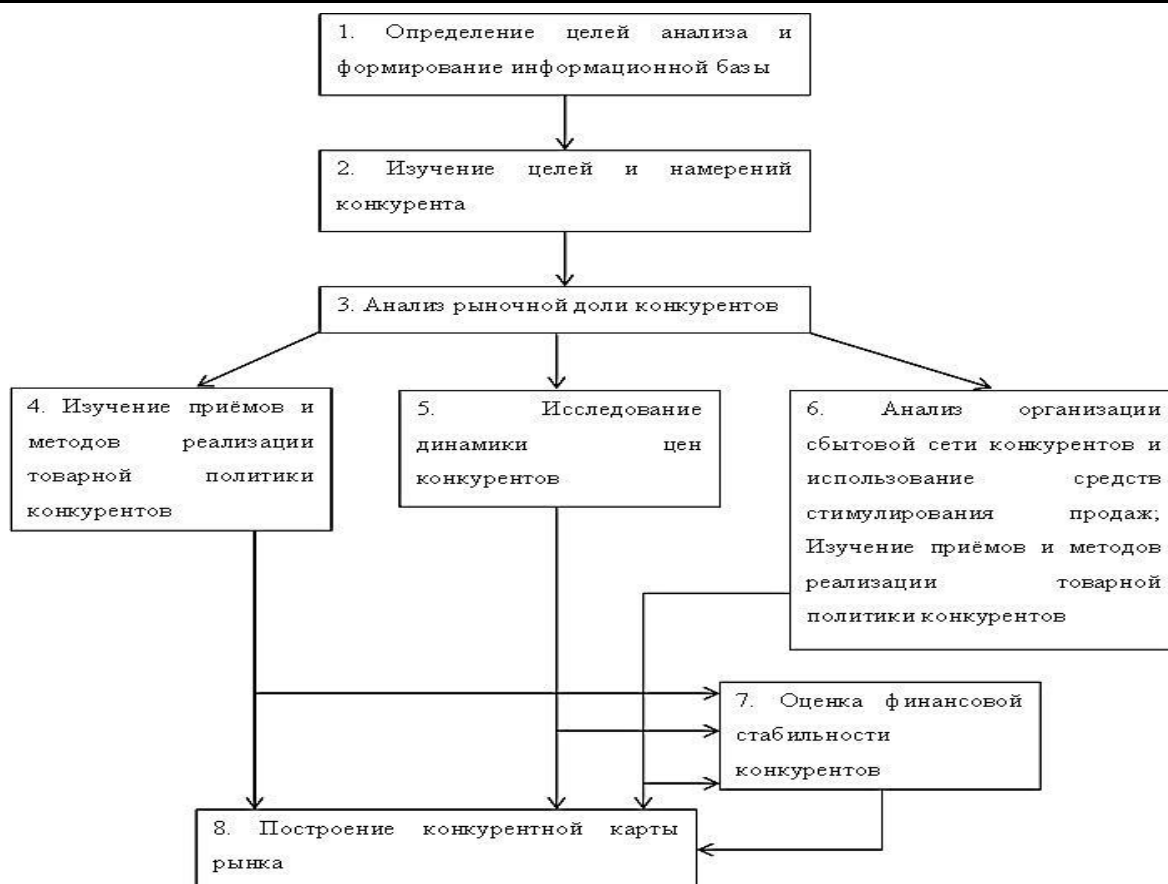 1. Определение целей анализа и
формирование информационной базы
2. Изучение целей и намерений
конкурента
3. Анализ рыночной доли конкурентов
4. Изучение приёмов и
методов реализации
товарной политики
конкурентов
5. Исследование
динамики цен
конкурентов
6. Анализ организации
сбытовой сети конкурентов и
использование средств
стимулирования продаж;
Изучение приёмов и методов
реализации товарной
политики конкурентов
7. Оценка финансовой
стабильности
конкурентов
8. Построение конкурентной карты
рынка